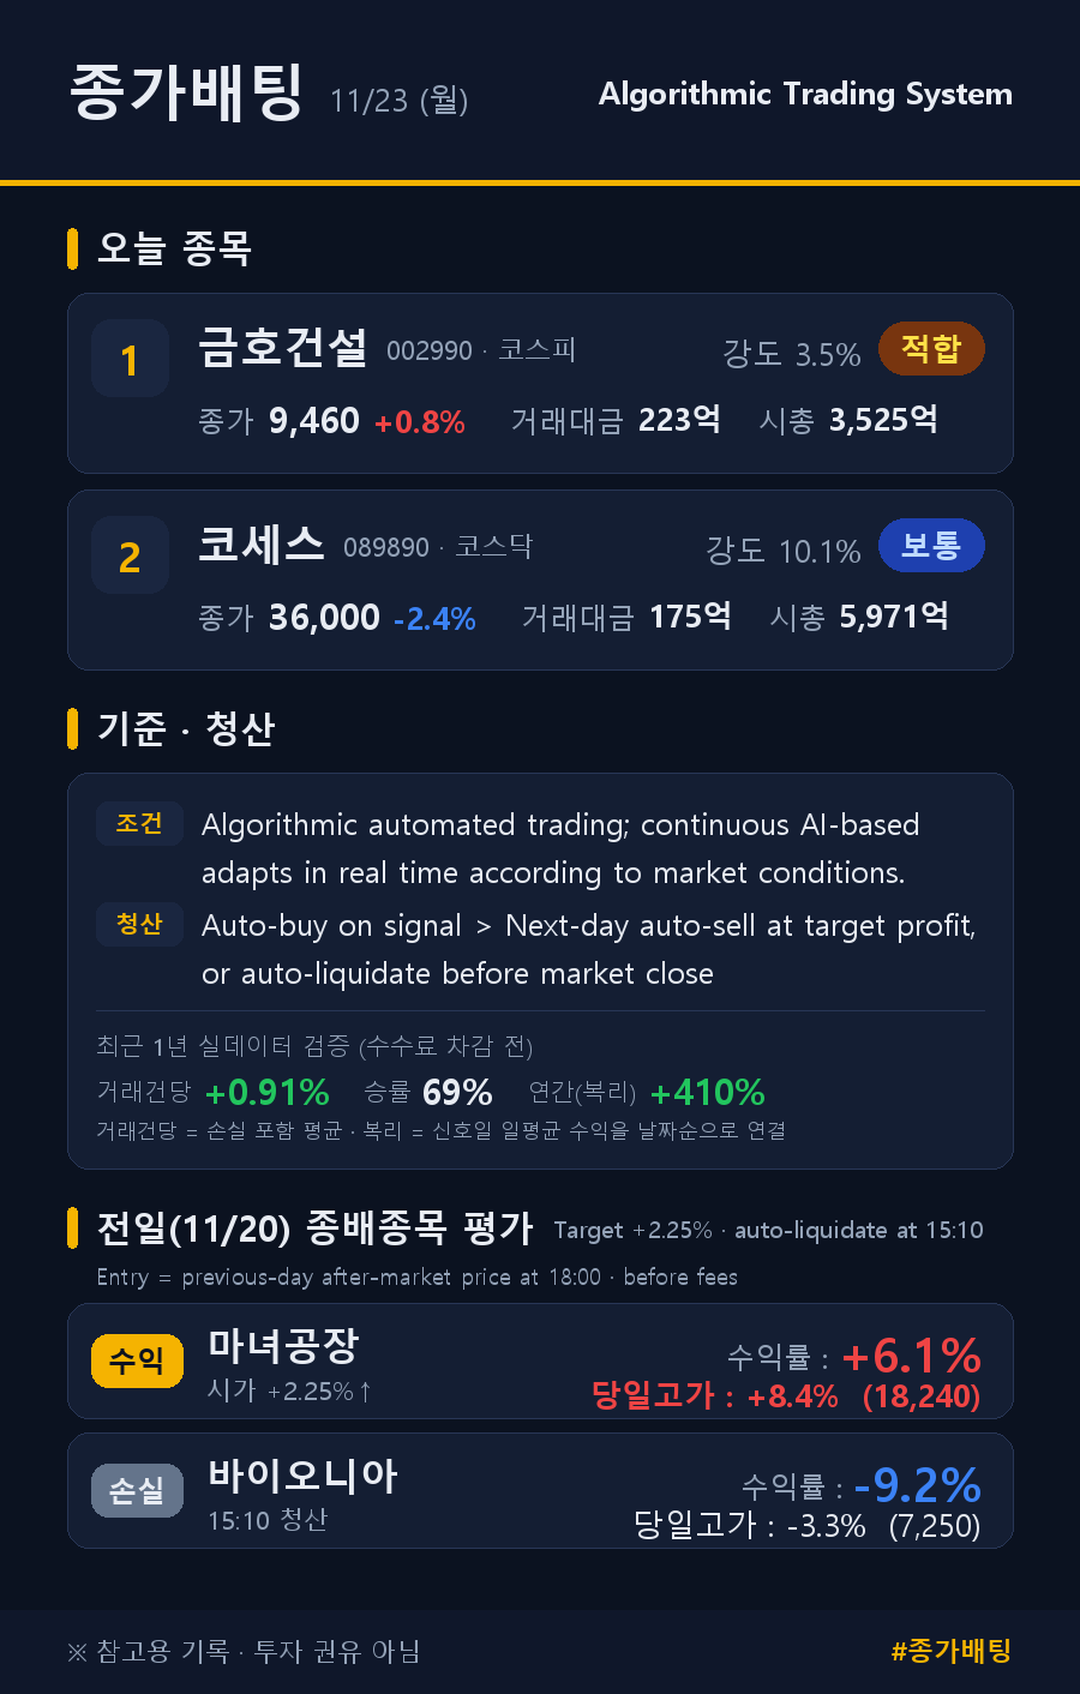 종가배팅 11/23 (월) Algorithmic Trading System
오늘 종목
1 금호건설 002990 · 코스피 강도 3.5% 적합
종가 9,460 +0.8% 거래대금 223억 시총 3,525억
2 코세스 089890 · 코스닥 강도 10.1% 보통
종가 36,000 -2.4% 거래대금 175억 시총 5,971억
기준 · 청산
조건 Algorithmic automated trading; continuous AI-based
adapts in real time according to market conditions.
청산 Auto-buy on signal > Next-day auto-sell at target profit,
or auto-liquidate before market close
최근 1년 실데이터 검증 (수수료 차감 전)
거래건당 +0.91% 승률 69% 연간(복리) +410%
거래건당 = 손실 포함 평균 · 복리 = 신호일 일평균 수익을 날짜순으로 연결
전일(11/20) 종배종목 평가 Target +2.25% · auto-liquidate at 15:10
Entry = previous-day after-market price at 18:00 · before fees
수익 마녀공장 수익률 : +6.1%
시가 +2.25%↑ 당일고가 : +8.4% (18,240)
손실 바이오니아 수익률 : -9.2%
15:10 청산 당일고가 : -3.3% (7,250)
※ 참고용 기록 · 투자 권유 아님 #종가배팅